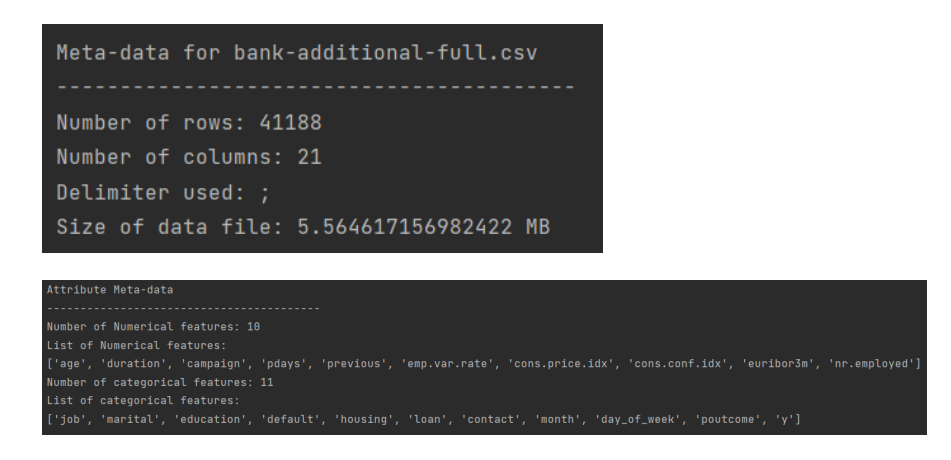 Meta-data for bank-additional-full.csv
-----------------------------------------
Number of rows: 41188
Number of columns: 21
Delimiter used: ;
Size of data file: 5.564617156982422 MB
Attribute Meta-data
-----------------------------------------
Number of Numerical features: 10
List of Numerical features:
['age', 'duration', 'campaign', 'pdays', 'previous', 'emp.var.rate', 'cons.price.idx', 'cons.conf.idx', 'euribor3m', 'nr.employed']
Number of categorical features: 11
List of categorical features:
['job', 'marital', 'education', 'default', 'housing', 'loan', 'contact', 'month', 'day_of_week', 'poutcome', 'y']